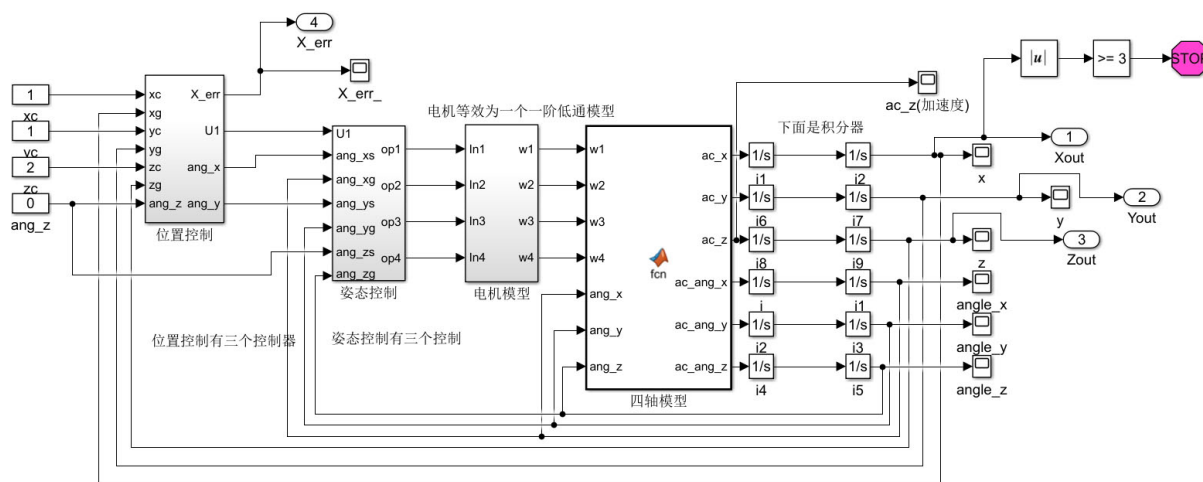 4
X_err
X_err_
|u|
>= 3
STOP
ac_z(加速度)
电机等效为一个一阶低通模型
下面是积分器
1
xc
1
yc
2
zc
0
ang_z
xc
xg
yc
yg
zc
zg
ang_z
X_err
U1
ang_x
ang_y
位置控制
U1
ang_xs
ang_xg
ang_ys
ang_yg
ang_zs
ang_zg
op1
op2
op3
op4
姿态控制
In1
In2
In3
In4
w1
w2
w3
w4
电机模型
w1
w2
w3
w4
ang_x
ang_y
ang_z
fcn
ac_x
ac_y
ac_z
ac_ang_x
ac_ang_y
ac_ang_z
四轴模型
1/s
i1
1/s
i2
1/s
i6
1/s
i7
1/s
i8
1/s
i9
1/s
i
1/s
i1
1/s
i2
1/s
i3
1/s
i4
1/s
i5
x
1
Xout
y
2
Yout
z
3
Zout
angle_x
angle_y
angle_z
位置控制有三个控制器
姿态控制有三个控制